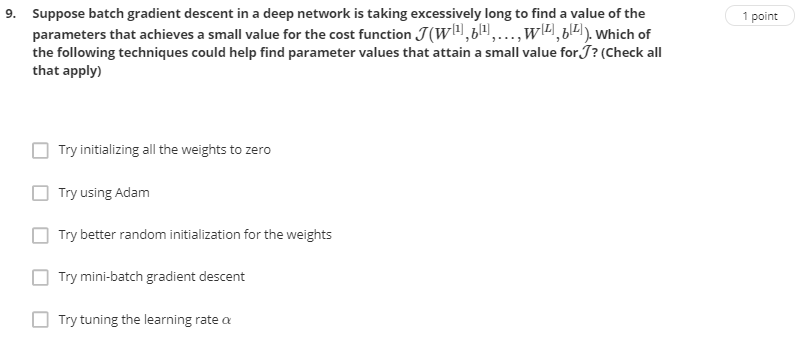 9. Suppose batch gradient descent in a deep network is taking excessively long to find a value of the
1 point
parameters that achieves a small value for the cost function 𝒥(W^[1], b^[1], ..., W^[L], b^[L]). Which of
the following techniques could help find parameter values that attain a small value for 𝒥? (Check all
that apply)
Try initializing all the weights to zero
Try using Adam
Try better random initialization for the weights
Try mini-batch gradient descent
Try tuning the learning rate α